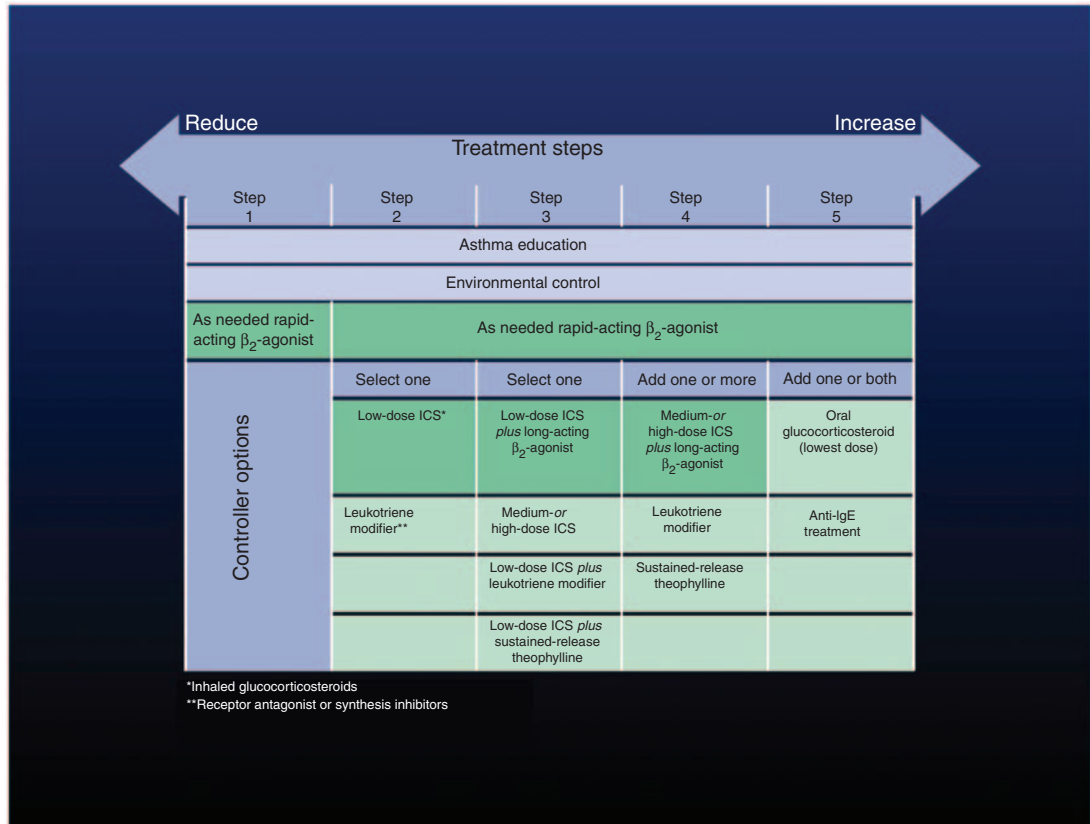 Reduce
Increase
Treatment steps
Step
1
Step
2
Step
3
Step
4
Step
5
Asthma education
Environmental control
As needed rapid-
acting β2-agonist
As needed rapid-acting β2-agonist
Controller options
Select one
Select one
Add one or more
Add one or both
Low-dose ICS*
Low-dose ICS
plus long-acting
β2-agonist
Medium-or
high-dose ICS
plus long-acting
β2-agonist
Oral
glucocorticosteroid
(lowest dose)
Leukotriene
modifier**
Medium-or
high-dose ICS
Leukotriene
modifier
Anti-IgE
treatment
Low-dose ICS plus
leukotriene modifier
Sustained-release
theophylline
Low-dose ICS plus
sustained-release
theophylline
*Inhaled glucocorticosteroids
**Receptor antagonist or synthesis inhibitors